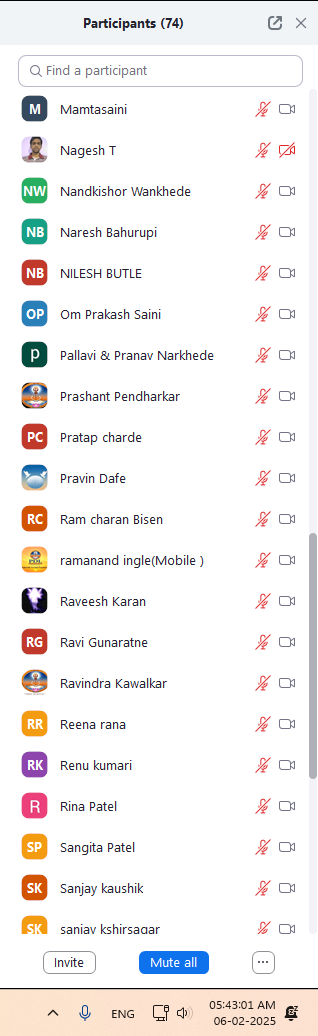 Participants (74)
Find a participant
M Mamtasaini
Nagesh T
NW Nandkishor Wankhede
NB Naresh Bahurupi
NB NILESH BUTLE
OP Om Prakash Saini
p Pallavi & Pranav Narkhede
Prashant Pendharkar
PC Pratap charde
Pravin Dafe
RC Ram charan Bisen
ramanand ingle(Mobile )
Raveesh Karan
RG Ravi Gunaratne
Ravindra Kawalkar
RR Reena rana
RK Renu kumari
R Rina Patel
SP Sangita Patel
SK Sanjay kaushik
SK sanjay kshirsagar
Invite Mute all ...
ENG 05:43:01 AM
06-02-2025